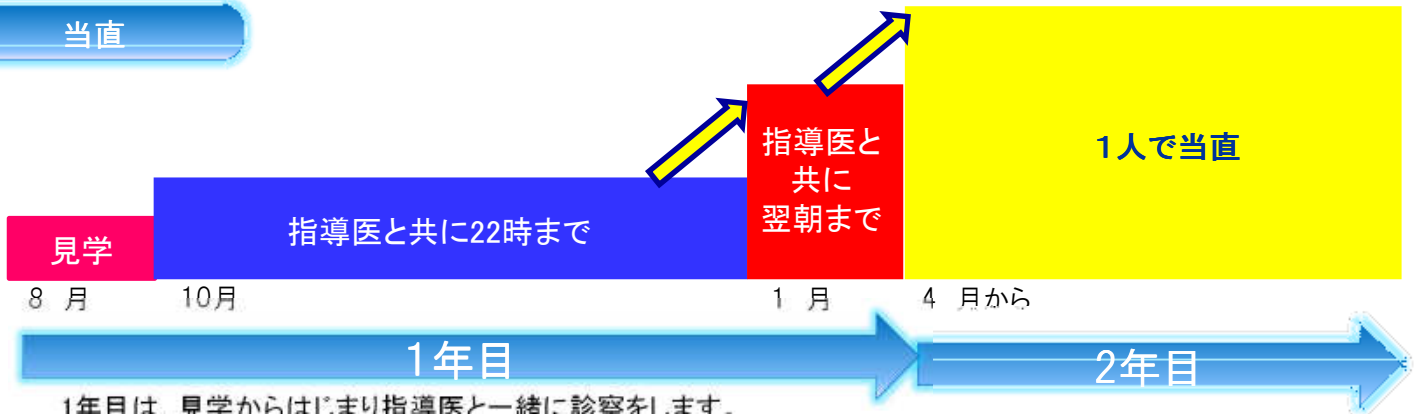 当直
1人で当直
指導医と
共に
翌朝まで
指導医と共に22時まで
見学
8 月
10月
1 月
4 月から
1年目
2年目
1年目は、見学からはじまり指導医と一緒に診察をします。